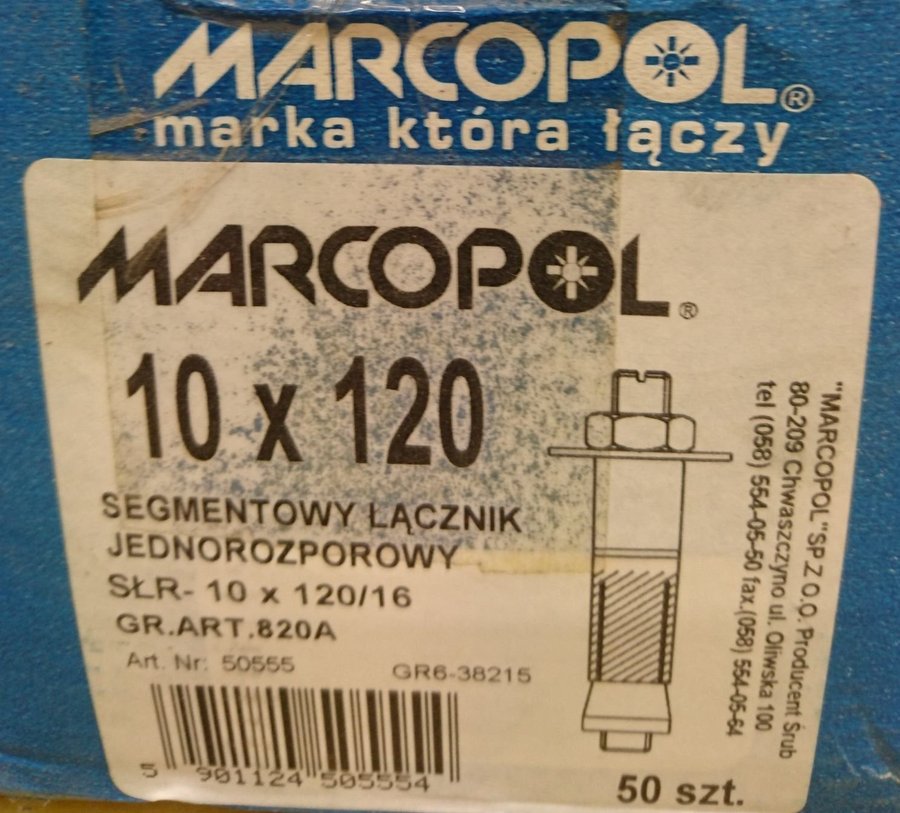 MARCOPOL®
marka która łączy
MARCOPOL®
10 x 120
SEGMENTOWY ŁĄCZNIK
JEDNOROZPOROWY
SŁR- 10 x 120/16
GR.ART.820A
Art. Nr: 50555 GR6-38215
5 901124 505554
50 szt.
"MARCOPOL"SP.Z O.O. Producent Śrub
80-209 Chwaszczyno ul. Oliwska 100
tel (058) 554-05-50 fax.(058) 554-05-64